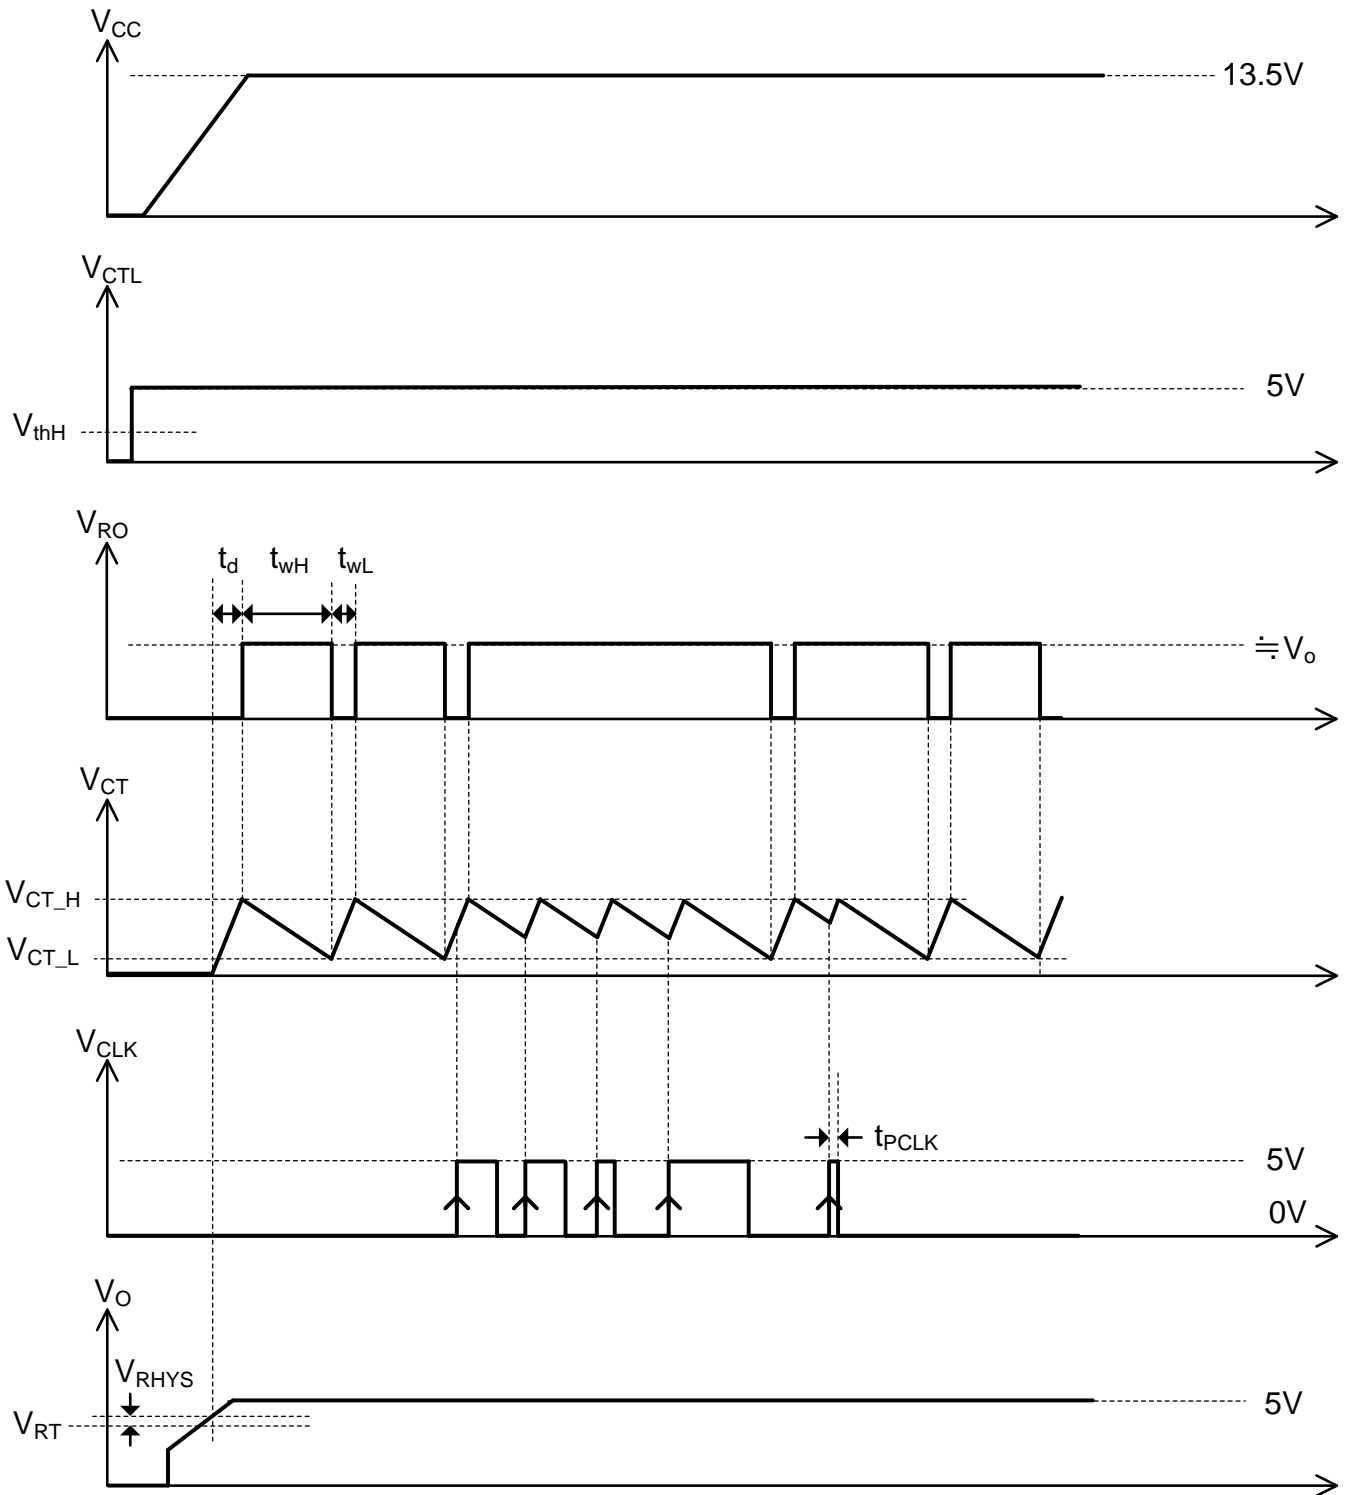 VCC
13.5V
VCTL
5V
VthH
VRO
td twH twL
≒Vo
VCT
VCT_H
VCT_L
VCLK
tPCLK
5V
0V
VO
VRHYS
VRT
5V